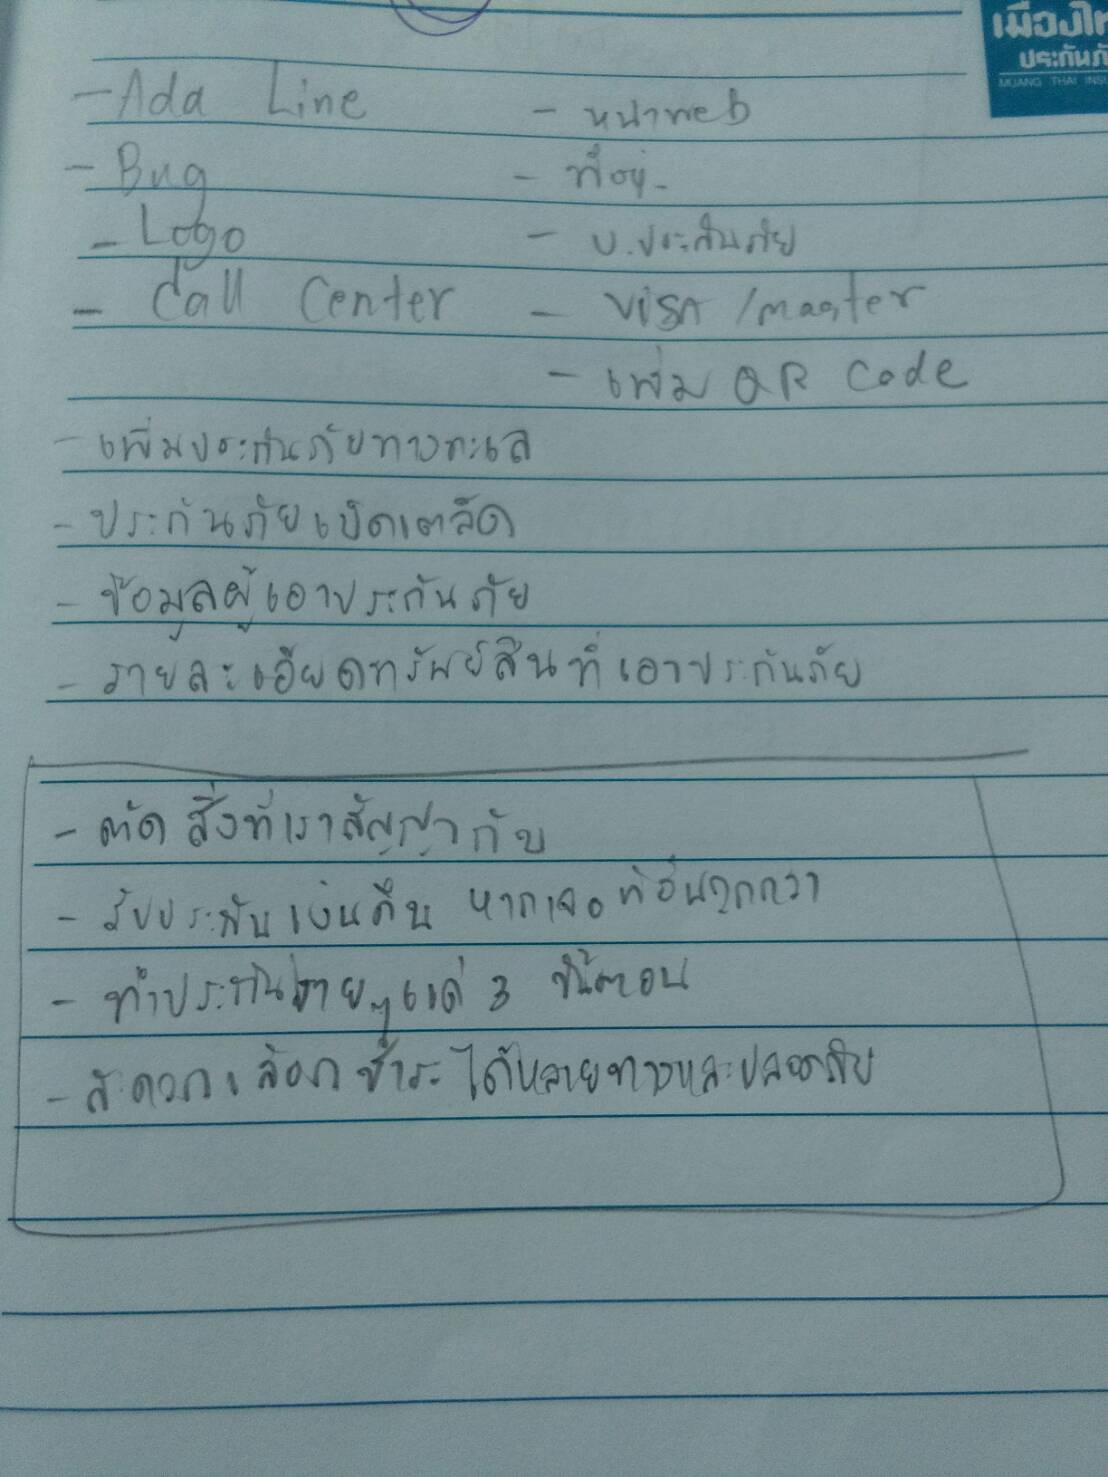 เมืองไท
ประกันภั
MUANG THAI INSU
- Ada Line - หน้าweb
- Bug - ที่อยู่-
- Logo - บ.ประกันภัย
- Call Center - VISA /master
- เพิ่ม QR Code
- เพิ่มประกันภัยทางทะเล
- ประกันภัยเบ็ดเตล็ด
- ข้อมูลผู้เอาประกันภัย
- รายละเอียดทรัพย์สินที่เอาประกันภัย
- ตัด สิ่งที่เราสัญญากับ
- รับประกันเงินคืน หากเจอที่อื่นถูกกว่า
- ทำประกันง่ายๆแค่ 3 ขั้นตอน
- สะดวกเลือกชำระได้หลายทางและปลอดภัย